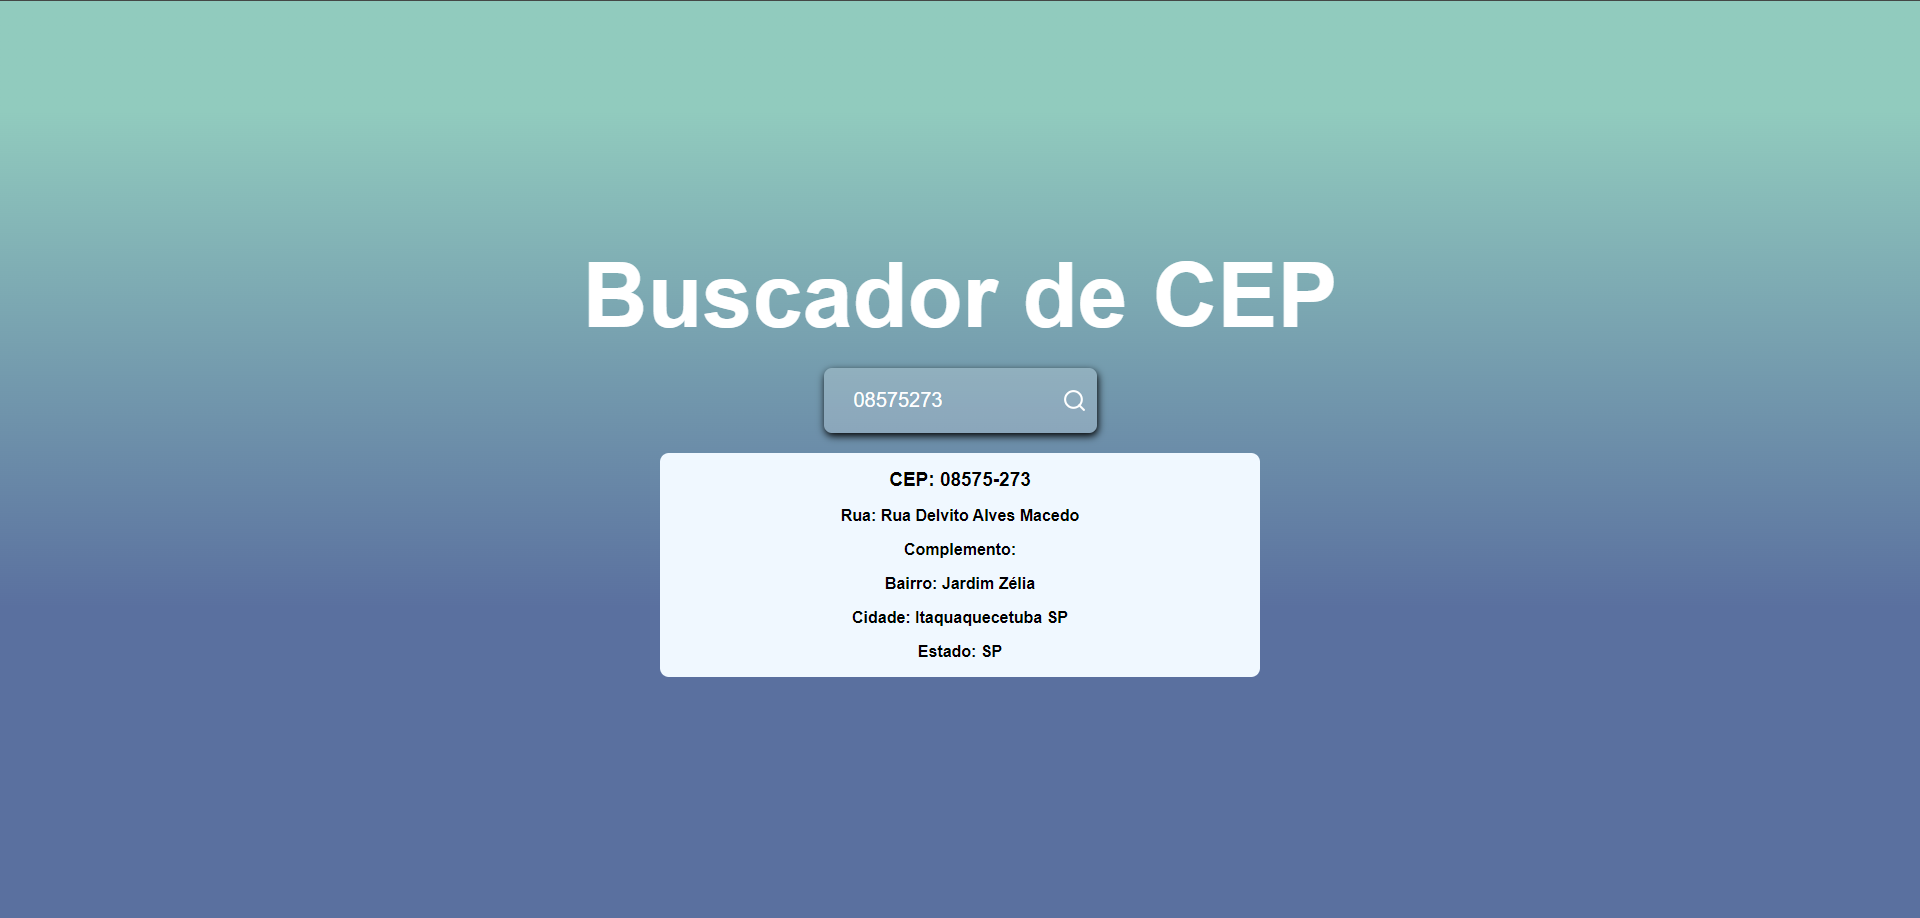 Buscador de CEP
08575273
CEP: 08575-273
Rua: Rua Delvito Alves Macedo
Complemento:
Bairro: Jardim Zélia
Cidade: Itaquaquecetuba SP
Estado: SP